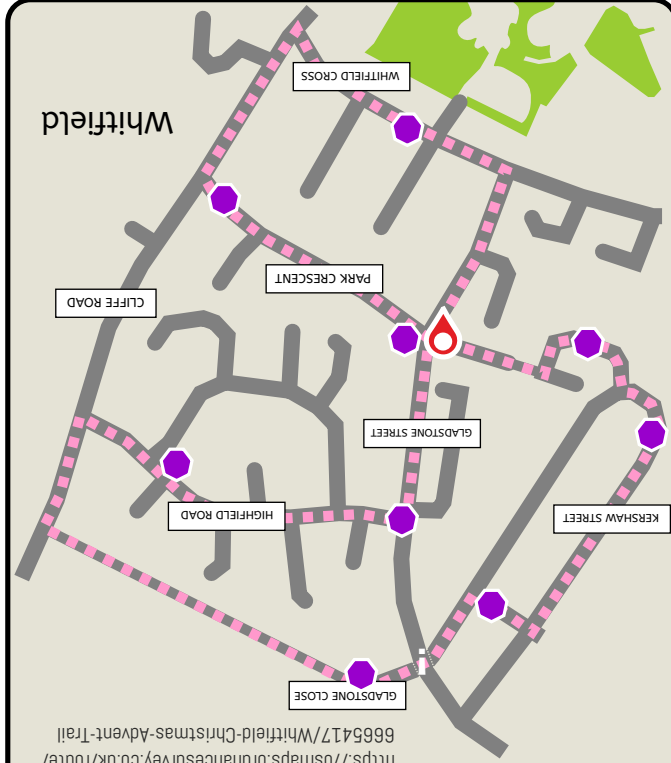 https://osmaps.ordnancesurvey.co.uk/route/
6665417/Whitfield-Christmas-Advent-Trail
GLADSTONE CLOSE
KERSHAW STREET
HIGHFIELD ROAD
GLADSTONE STREET
CLIFFE ROAD
PARK CRESCENT
Whitfield
WHITFIELD CROSS